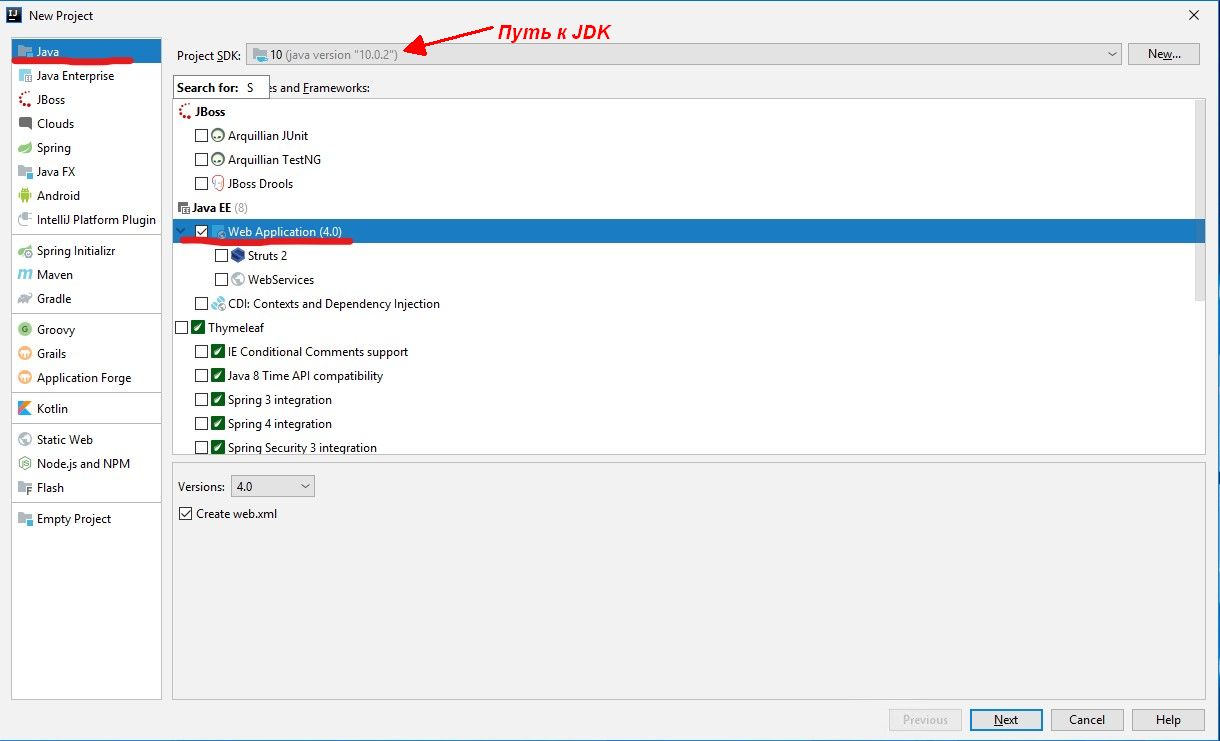 New Project
Путь к JDK
Java
Java Enterprise
JBoss
Clouds
Spring
Java FX
Android
IntelliJ Platform Plugin
Spring Initializr
Maven
Gradle
Groovy
Grails
Application Forge
Kotlin
Static Web
Node.js and NPM
Flash
Empty Project
Project SDK: 10 (java version "10.0.2") New...
Search for: S es and Frameworks:
JBoss
Arquillian JUnit
Arquillian TestNG
JBoss Drools
Java EE (8)
Web Application (4.0)
Struts 2
WebServices
CDI: Contexts and Dependency Injection
Thymeleaf
IE Conditional Comments support
Java 8 Time API compatibility
Spring 3 integration
Spring 4 integration
Spring Security 3 integration
Versions: 4.0
Create web.xml
Previous Next Cancel Help